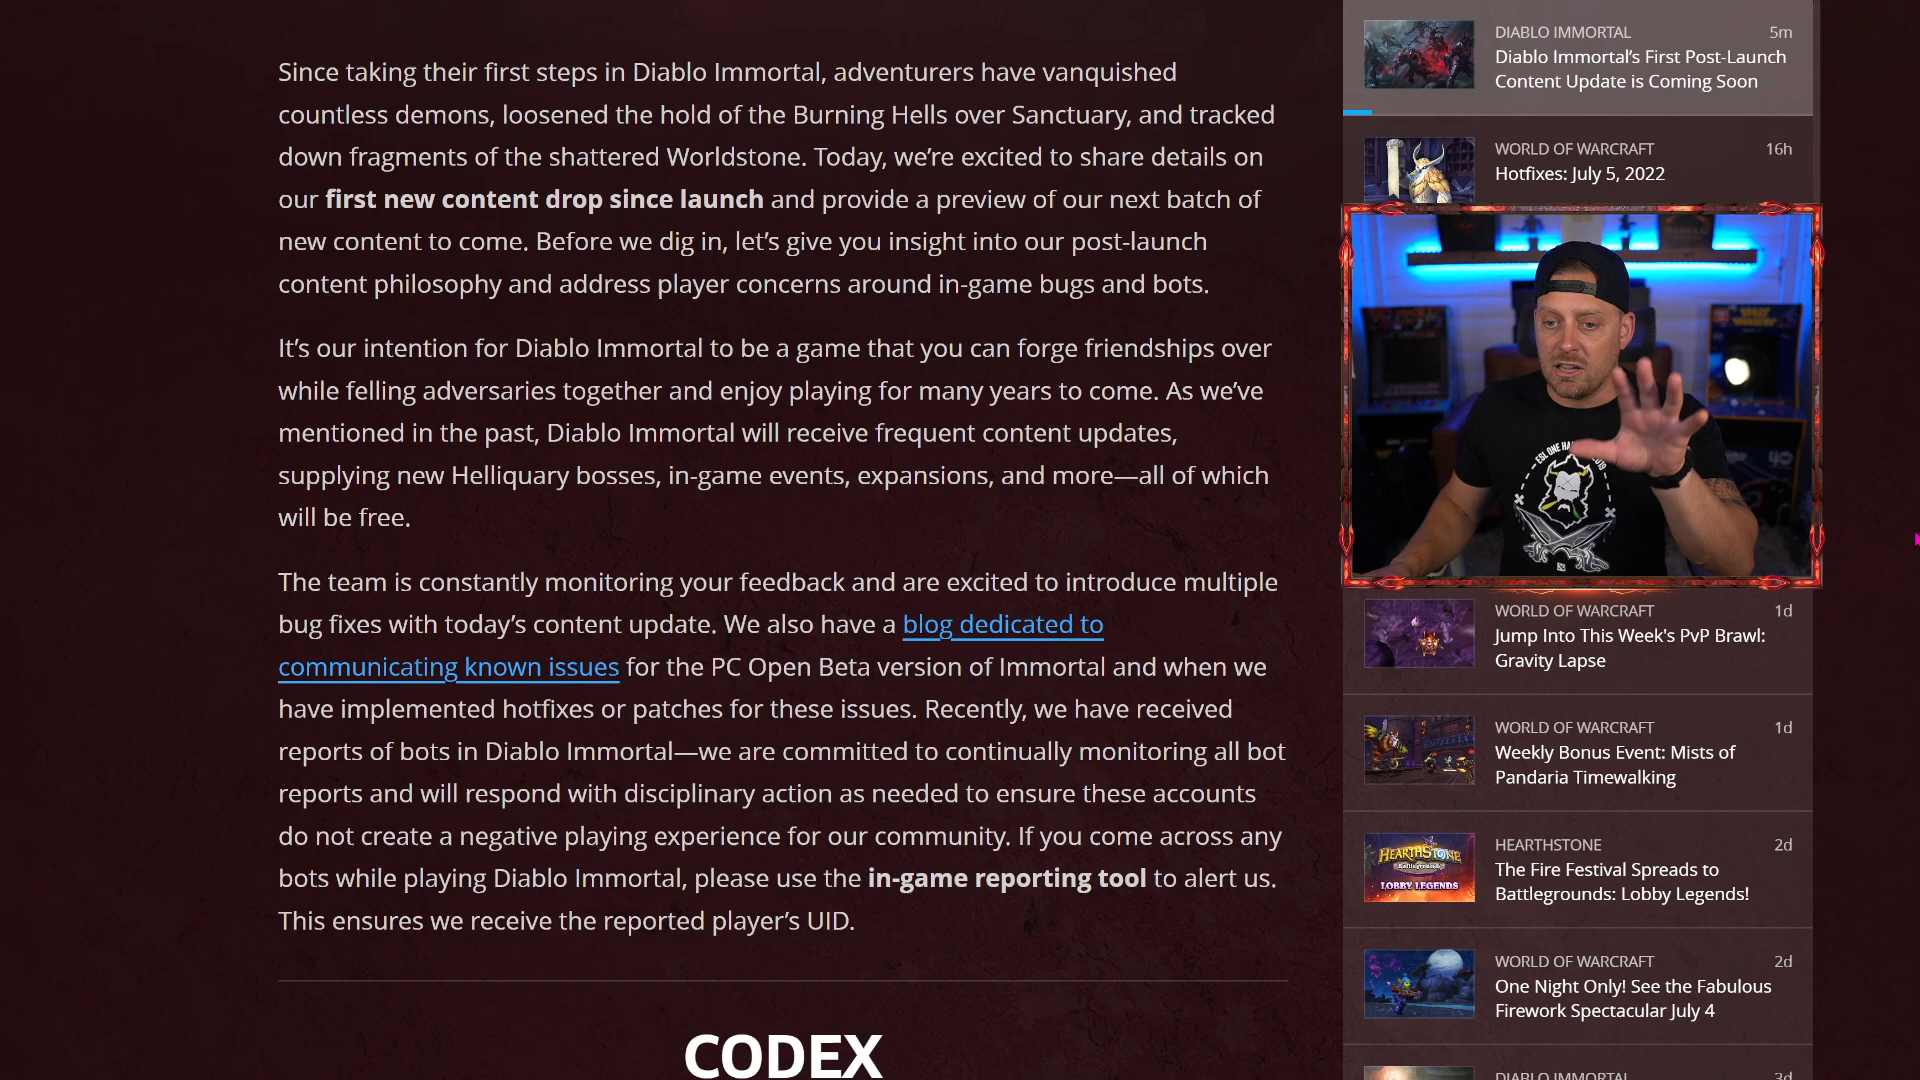 Since taking their first steps in Diablo Immortal, adventurers have vanquished
countless demons, loosened the hold of the Burning Hells over Sanctuary, and tracked
down fragments of the shattered Worldstone. Today, we’re excited to share details on
our first new content drop since launch and provide a preview of our next batch of
new content to come. Before we dig in, let’s give you insight into our post-launch
content philosophy and address player concerns around in-game bugs and bots.
It’s our intention for Diablo Immortal to be a game that you can forge friendships over
while felling adversaries together and enjoy playing for many years to come. As we’ve
mentioned in the past, Diablo Immortal will receive frequent content updates,
supplying new Helliquary bosses, in-game events, expansions, and more—all of which
will be free.
The team is constantly monitoring your feedback and are excited to introduce multiple
bug fixes with today’s content update. We also have a blog dedicated to
communicating known issues for the PC Open Beta version of Immortal and when we
have implemented hotfixes or patches for these issues. Recently, we have received
reports of bots in Diablo Immortal—we are committed to continually monitoring all bot
reports and will respond with disciplinary action as needed to ensure these accounts
do not create a negative playing experience for our community. If you come across any
bots while playing Diablo Immortal, please use the in-game reporting tool to alert us.
This ensures we receive the reported player’s UID.
CODEX
DIABLO IMMORTAL 5m
Diablo Immortal’s First Post-Launch
Content Update is Coming Soon
WORLD OF WARCRAFT 16h
Hotfixes: July 5, 2022
ESL ONE
WORLD OF WARCRAFT 1d
Jump Into This Week's PvP Brawl:
Gravity Lapse
WORLD OF WARCRAFT 1d
Weekly Bonus Event: Mists of
Pandaria Timewalking
HEARTHSTONE
LOBBY LEGENDS
HEARTHSTONE 2d
The Fire Festival Spreads to
Battlegrounds: Lobby Legends!
WORLD OF WARCRAFT 2d
One Night Only! See the Fabulous
Firework Spectacular July 4
DIABLO IMMORTAL 3d